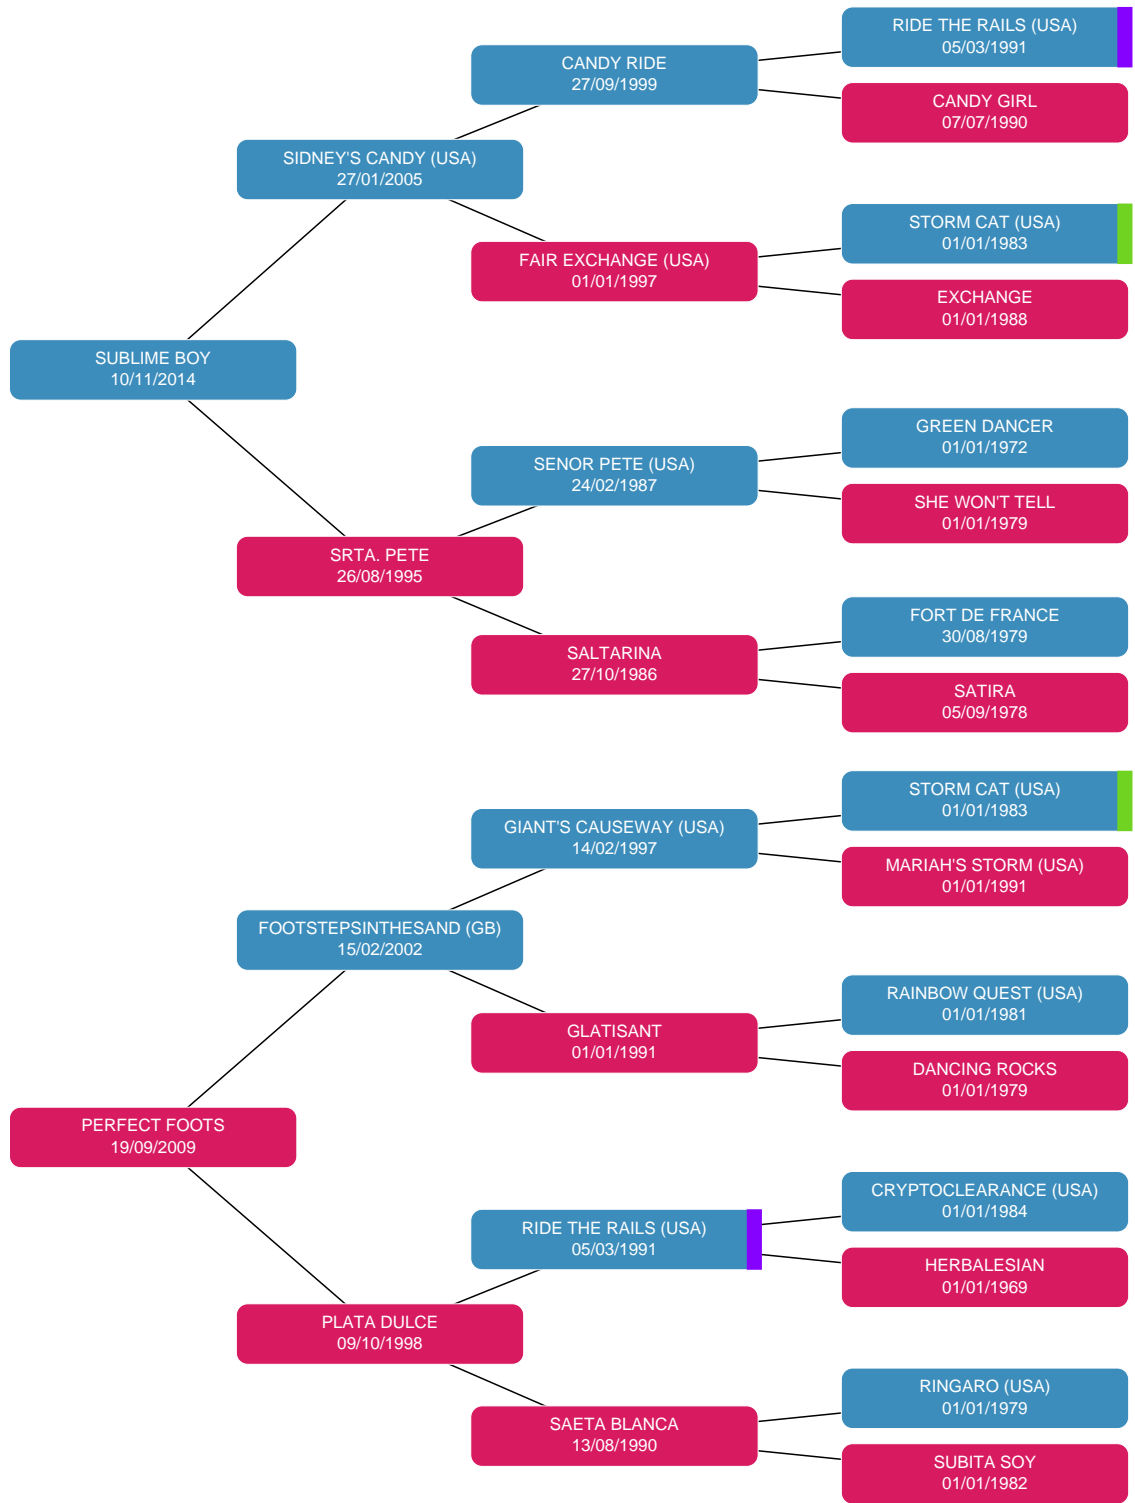 RIDE THE RAILS (USA)
05/03/1991
CANDY RIDE
27/09/1999
CANDY GIRL
07/07/1990
SIDNEY'S CANDY (USA)
27/01/2005
STORM CAT (USA)
01/01/1983
FAIR EXCHANGE (USA)
01/01/1997
EXCHANGE
01/01/1988
SUBLIME BOY
10/11/2014
GREEN DANCER
01/01/1972
SENOR PETE (USA)
24/02/1987
SHE WON'T TELL
01/01/1979
SRTA. PETE
26/08/1995
FORT DE FRANCE
30/08/1979
SALTARINA
27/10/1986
SATIRA
05/09/1978
STORM CAT (USA)
01/01/1983
GIANT'S CAUSEWAY (USA)
14/02/1997
MARIAH'S STORM (USA)
01/01/1991
FOOTSTEPSINTHESAND (GB)
15/02/2002
RAINBOW QUEST (USA)
01/01/1981
GLATISANT
01/01/1991
DANCING ROCKS
01/01/1979
PERFECT FOOTS
19/09/2009
CRYPTOCLEARANCE (USA)
01/01/1984
RIDE THE RAILS (USA)
05/03/1991
HERBALESIAN
01/01/1969
PLATA DULCE
09/10/1998
RINGARO (USA)
01/01/1979
SAETA BLANCA
13/08/1990
SUBITA SOY
01/01/1982